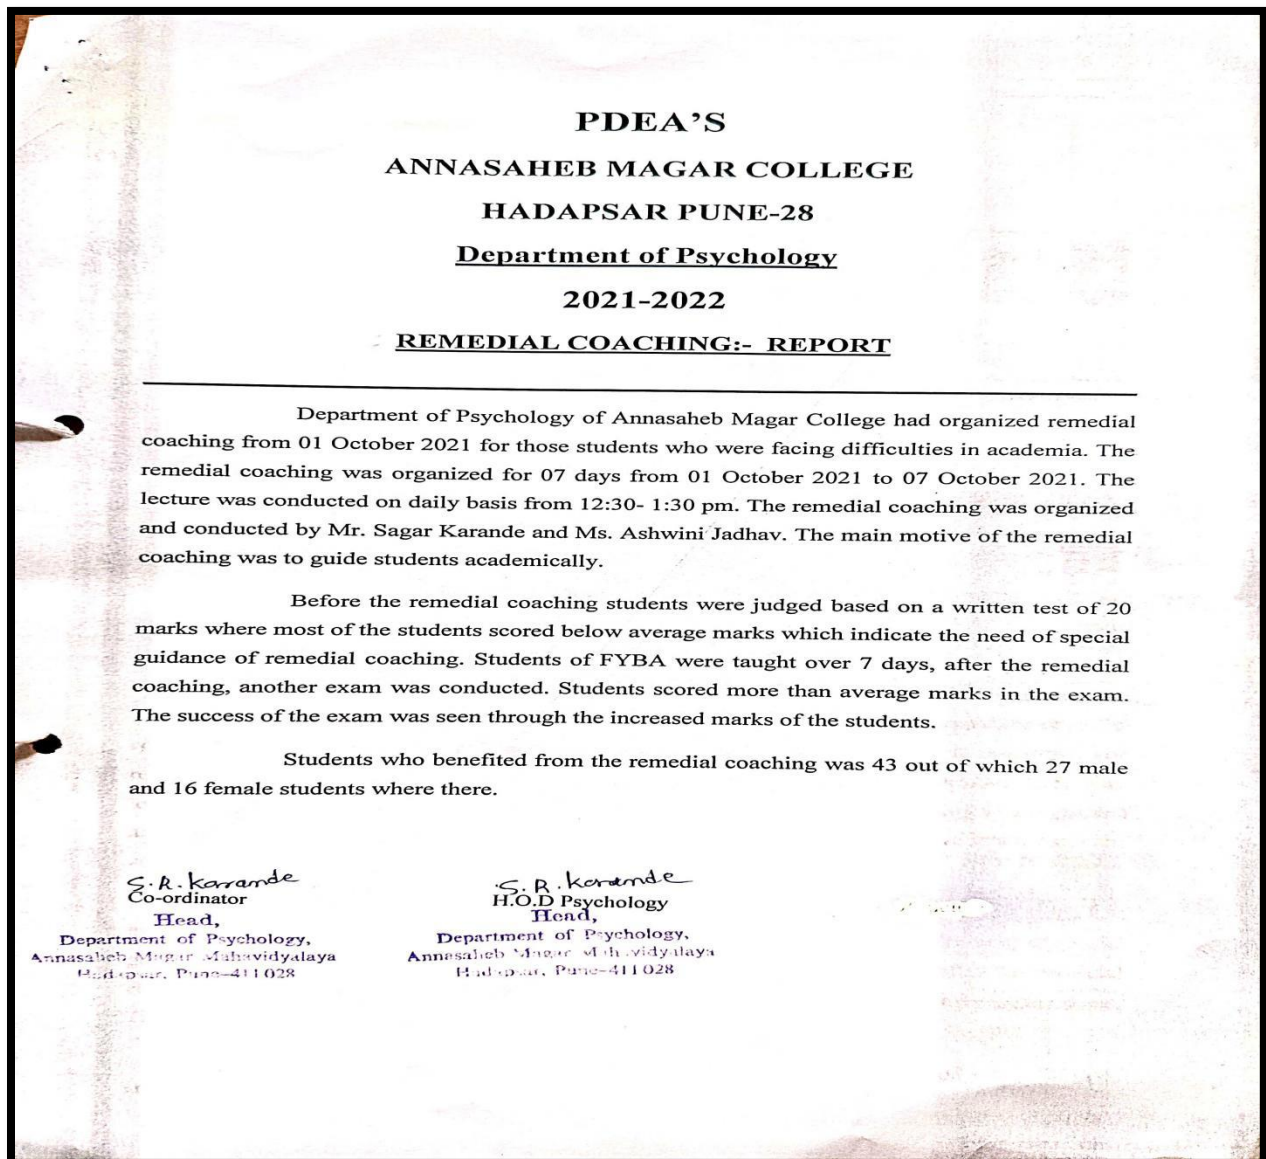 PDEA’S
ANNASAHEB MAGAR COLLEGE
HADAPSAR PUNE-28
Department of Psychology
2021-2022
REMEDIAL COACHING:- REPORT
Department of Psychology of Annasaheb Magar College had organized remedial
coaching from 01 October 2021 for those students who were facing difficulties in academia. The
remedial coaching was organized for 07 days from 01 October 2021 to 07 October 2021. The
lecture was conducted on daily basis from 12:30- 1:30 pm. The remedial coaching was organized
and conducted by Mr. Sagar Karande and Ms. Ashwini Jadhav. The main motive of the remedial
coaching was to guide students academically.
Before the remedial coaching students were judged based on a written test of 20
marks where most of the students scored below average marks which indicate the need of special
guidance of remedial coaching. Students of FYBA were taught over 7 days, after the remedial
coaching, another exam was conducted. Students scored more than average marks in the exam.
The success of the exam was seen through the increased marks of the students.
Students who benefited from the remedial coaching was 43 out of which 27 male
and 16 female students where there.
S.R. Karande
Co-ordinator
Head,
Department of Psychology,
Annasaheb Magar Mahavidyalaya
Hadapsar, Pune-411028
S.R. Karande
H.O.D Psychology
Head,
Department of Psychology,
Annasaheb Magar Mahavidyalaya
Hadapsar, Pune-411028